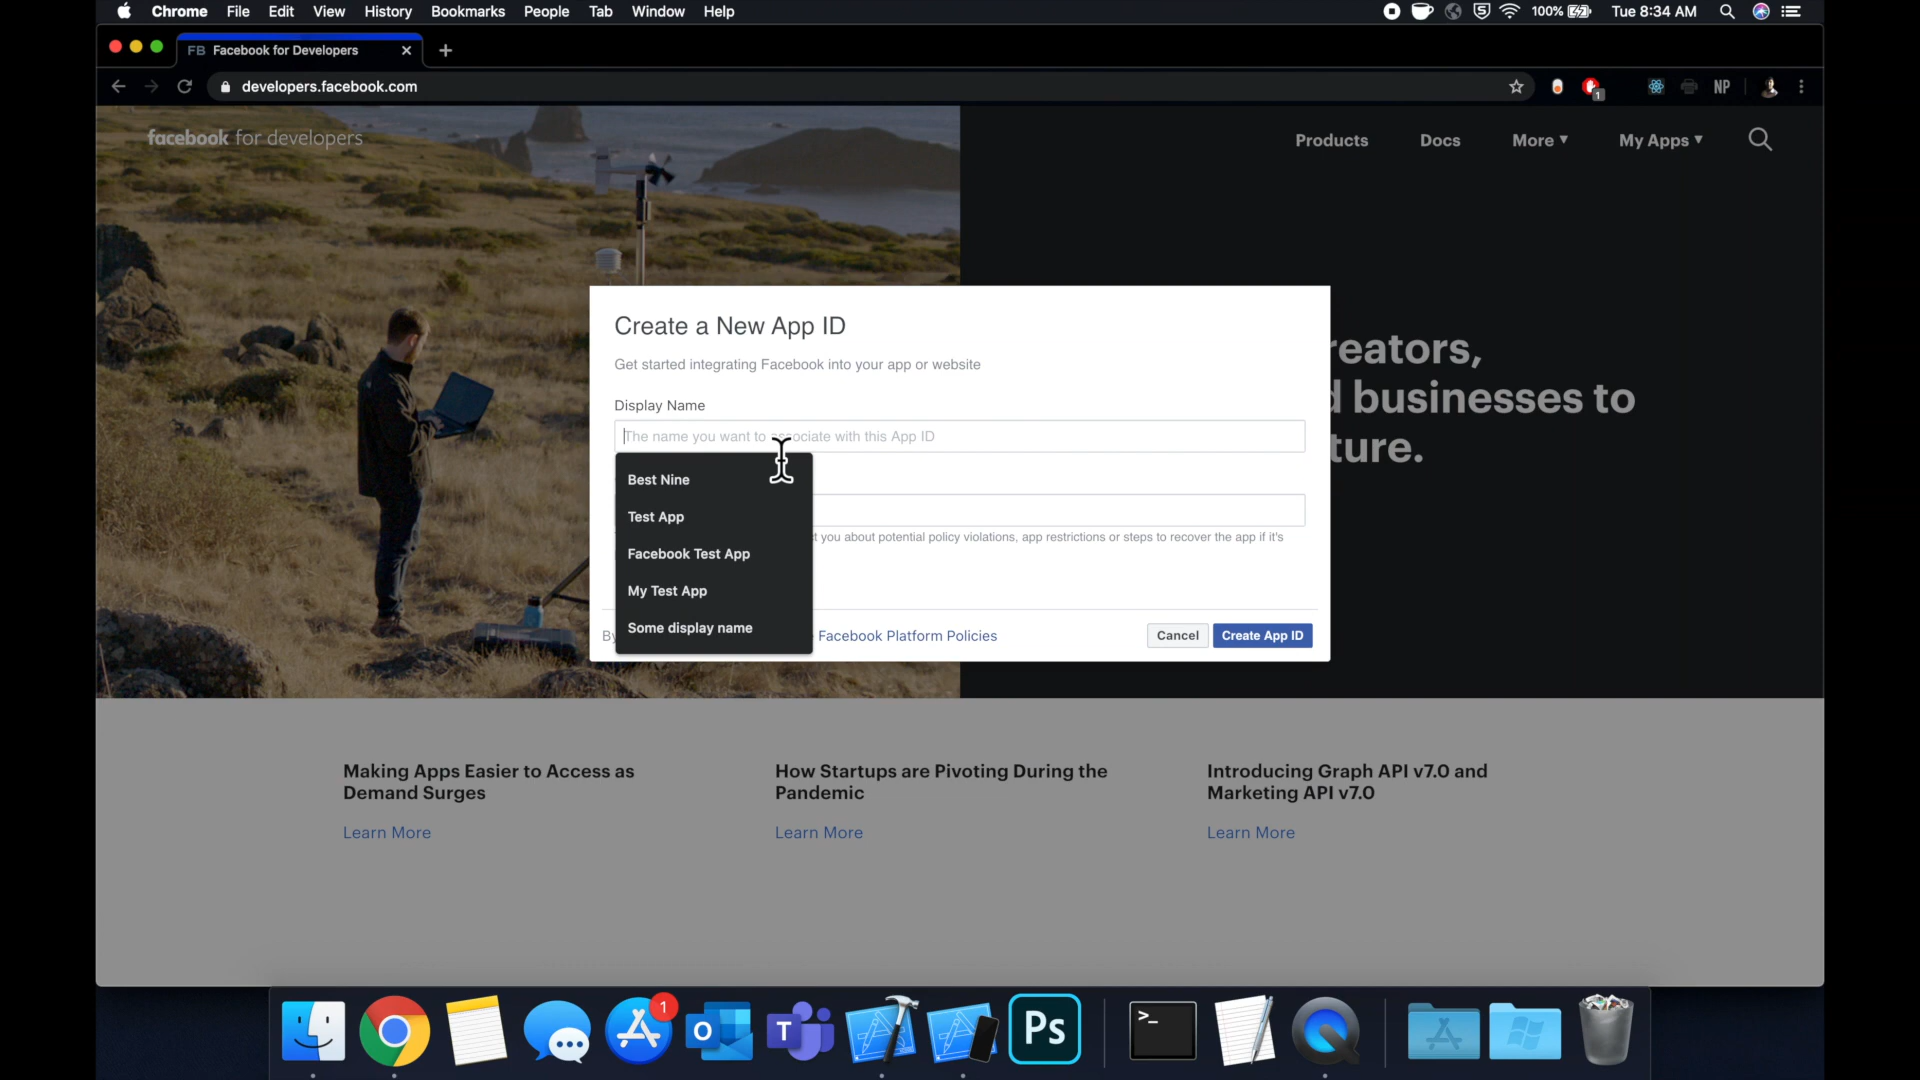 Chrome File Edit View History Bookmarks People Tab Window Help
100% Tue 8:34 AM
FB Facebook for Developers
developers.facebook.com
1
NP
facebook for developers
Products Docs More My Apps
Create a New App ID
Get started integrating Facebook into your app or website
Display Name
The name you want to associate with this App ID
Best Nine
Test App
Facebook Test App
My Test App
Some display name
t you about potential policy violations, app restrictions or steps to recover the app if it's
By
Facebook Platform Policies
Cancel
Create App ID
reators,
d businesses to
ture.
Making Apps Easier to Access as
Demand Surges
Learn More
How Startups are Pivoting During the
Pandemic
Learn More
Introducing Graph API v7.0 and
Marketing API v7.0
Learn More
1
O
T
Ps
>_